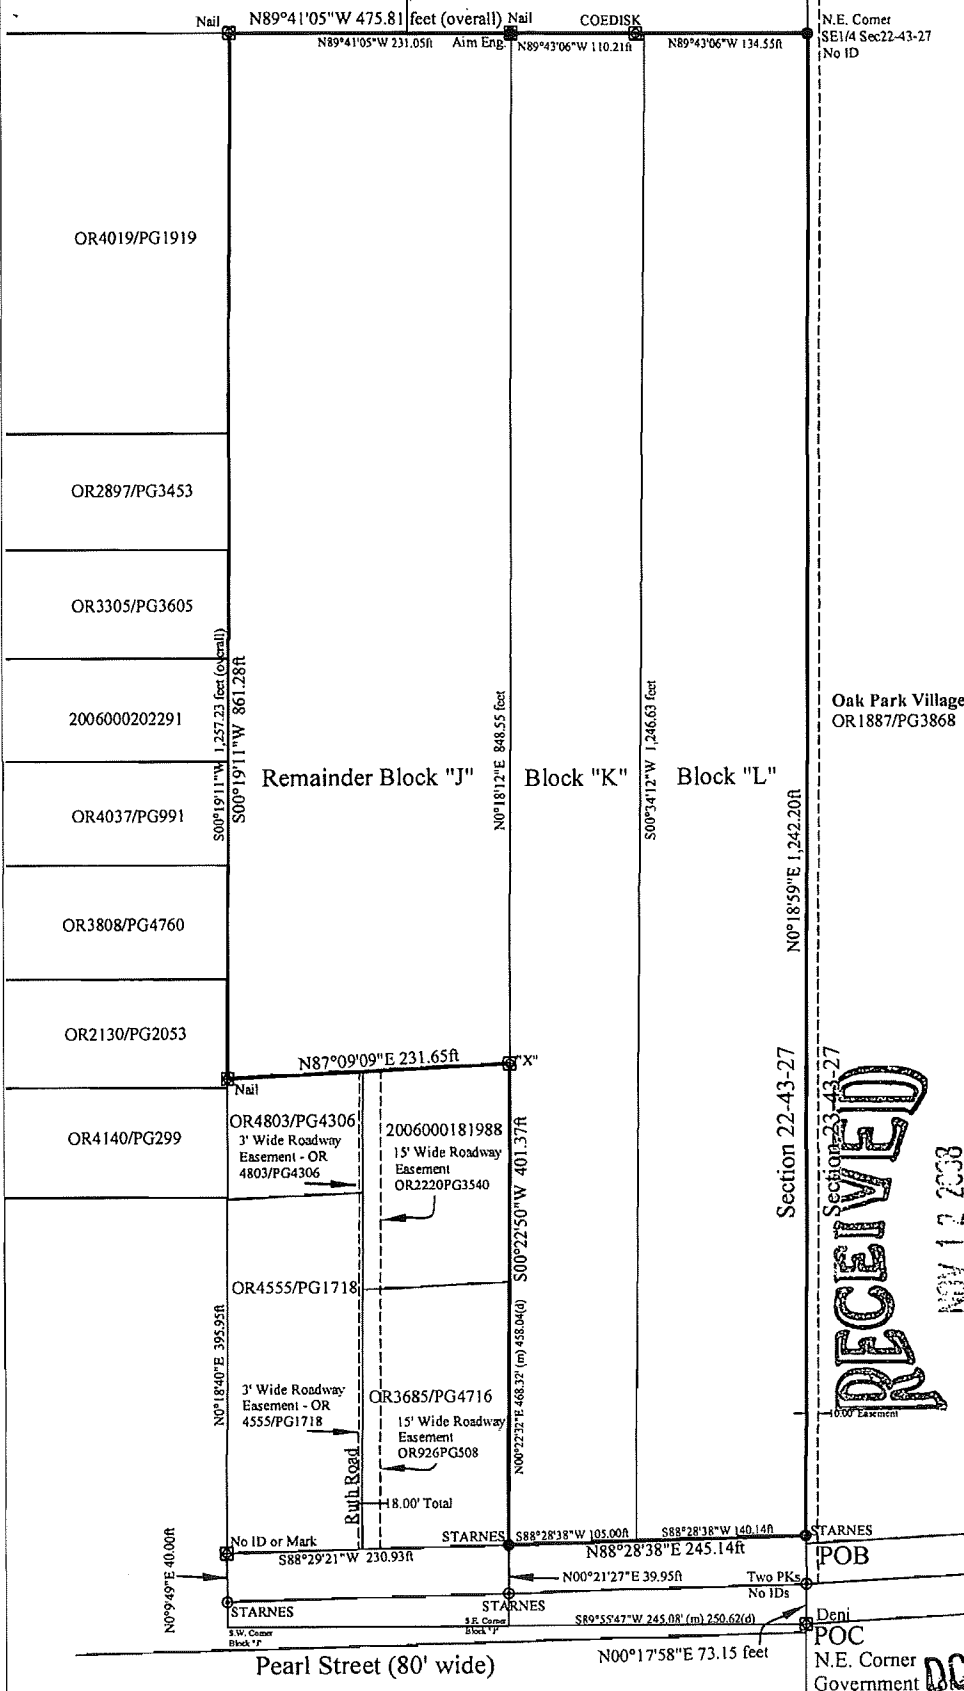 N89°41'05"W 475.81 feet (overall)
Nail
Nail
COEDISK
N.E. Corner
SE1/4 Sec22-43-27
No ID
N89°41'05"W 231.05ft
Aim Eng.
N89°43'06"W 110.21ft
N89°43'06"W 134.55ft
OR4019/PG1919
OR2897/PG3453
OR3305/PG3605
2006000202291
OR4037/PG991
OR3808/PG4760
OR2130/PG2053
OR4140/PG299
S00°19'11"W 1,257.23 feet (overall)
S00°19'11"W 861.28ft
Remainder Block "J"
N0°18'12"E 848.55 feet
Block "K"
S00°34'12"W 1,246.63 feet
Block "L"
N0°18'59"E 1,242.20ft
Oak Park Village
OR1887/PG3868
Section 22-43-27
Section 23-43-27
RECEIVED
NOV 12 2008
N87°09'09"E 231.65ft
"X"
Nail
OR4803/PG4306
3' Wide Roadway
Easement - OR
4803/PG4306
2006000181988
15' Wide Roadway
Easement
OR2220PG3540
S00°22'50"W 401.37ft
OR4555/PG1718
N0°18'40"E 395.95ft
3' Wide Roadway
Easement - OR
4555/PG1718
OR3685/PG4716
15' Wide Roadway
Easement
OR926PG508
N00°22'32"E 468.32' (m) 458.04(d)
10.00' Easement
Ruth Road
18.00' Total
No ID or Mark
STARNES
S88°28'38"W 105.00ft
S88°28'38"W 140.14ft
STARNES
S88°29'21"W 230.93ft
N88°28'38"E 245.14ft
POB
N0°9'49"E 40.00ft
N00°21'27"E 39.95ft
Two PKs
No IDs
STARNES
STARNES
S.W. Corner
Block "J"
S.E. Corner
Block "J"
S89°55'47"W 245.08' (m) 250.62(d)
Deni
POC
N00°17'58"E 73.15 feet
Pearl Street (80' wide)
N.E. Corner
Government